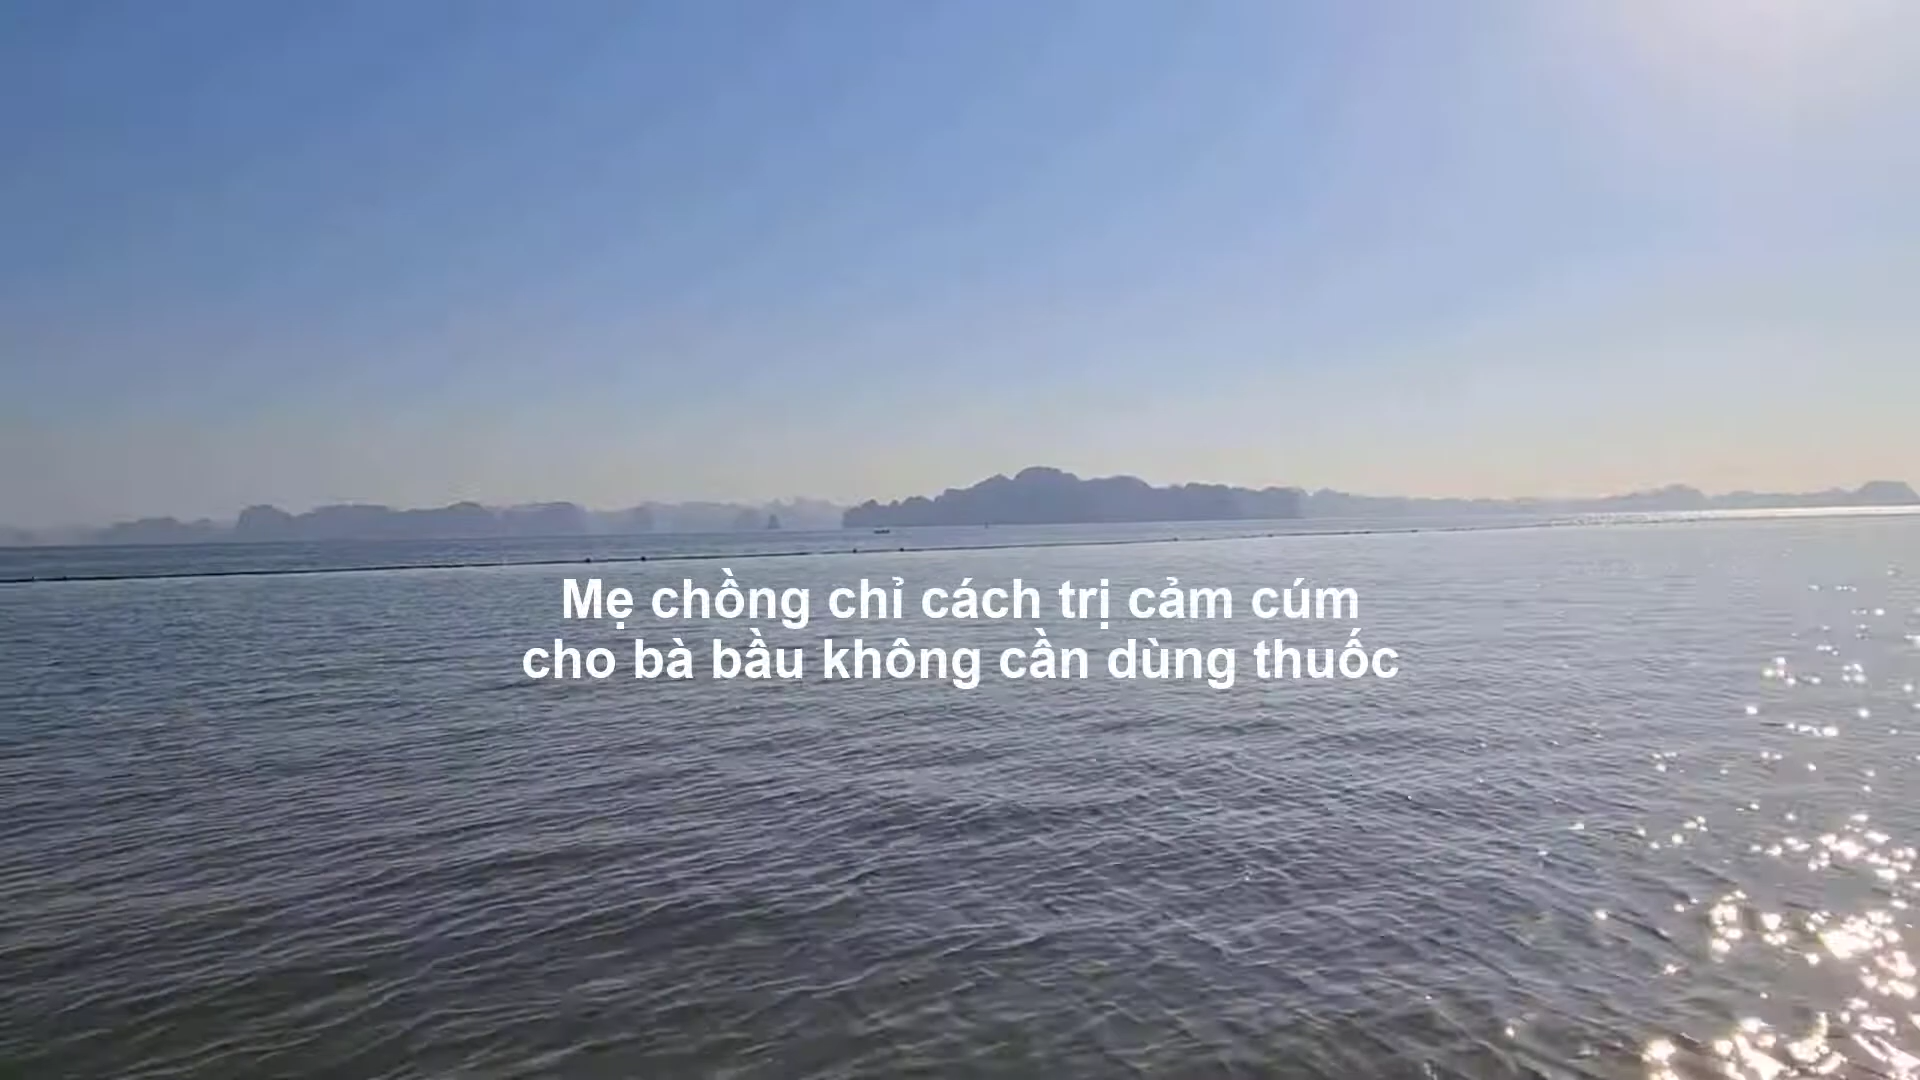 Mẹ chồng chỉ cách trị cảm cúm
cho bà bầu không cần dùng thuốc